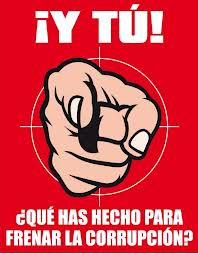 ¡Y TÚ!
¿QUÉ HAS HECHO PARA
FRENAR LA CORRUPCIÓN?